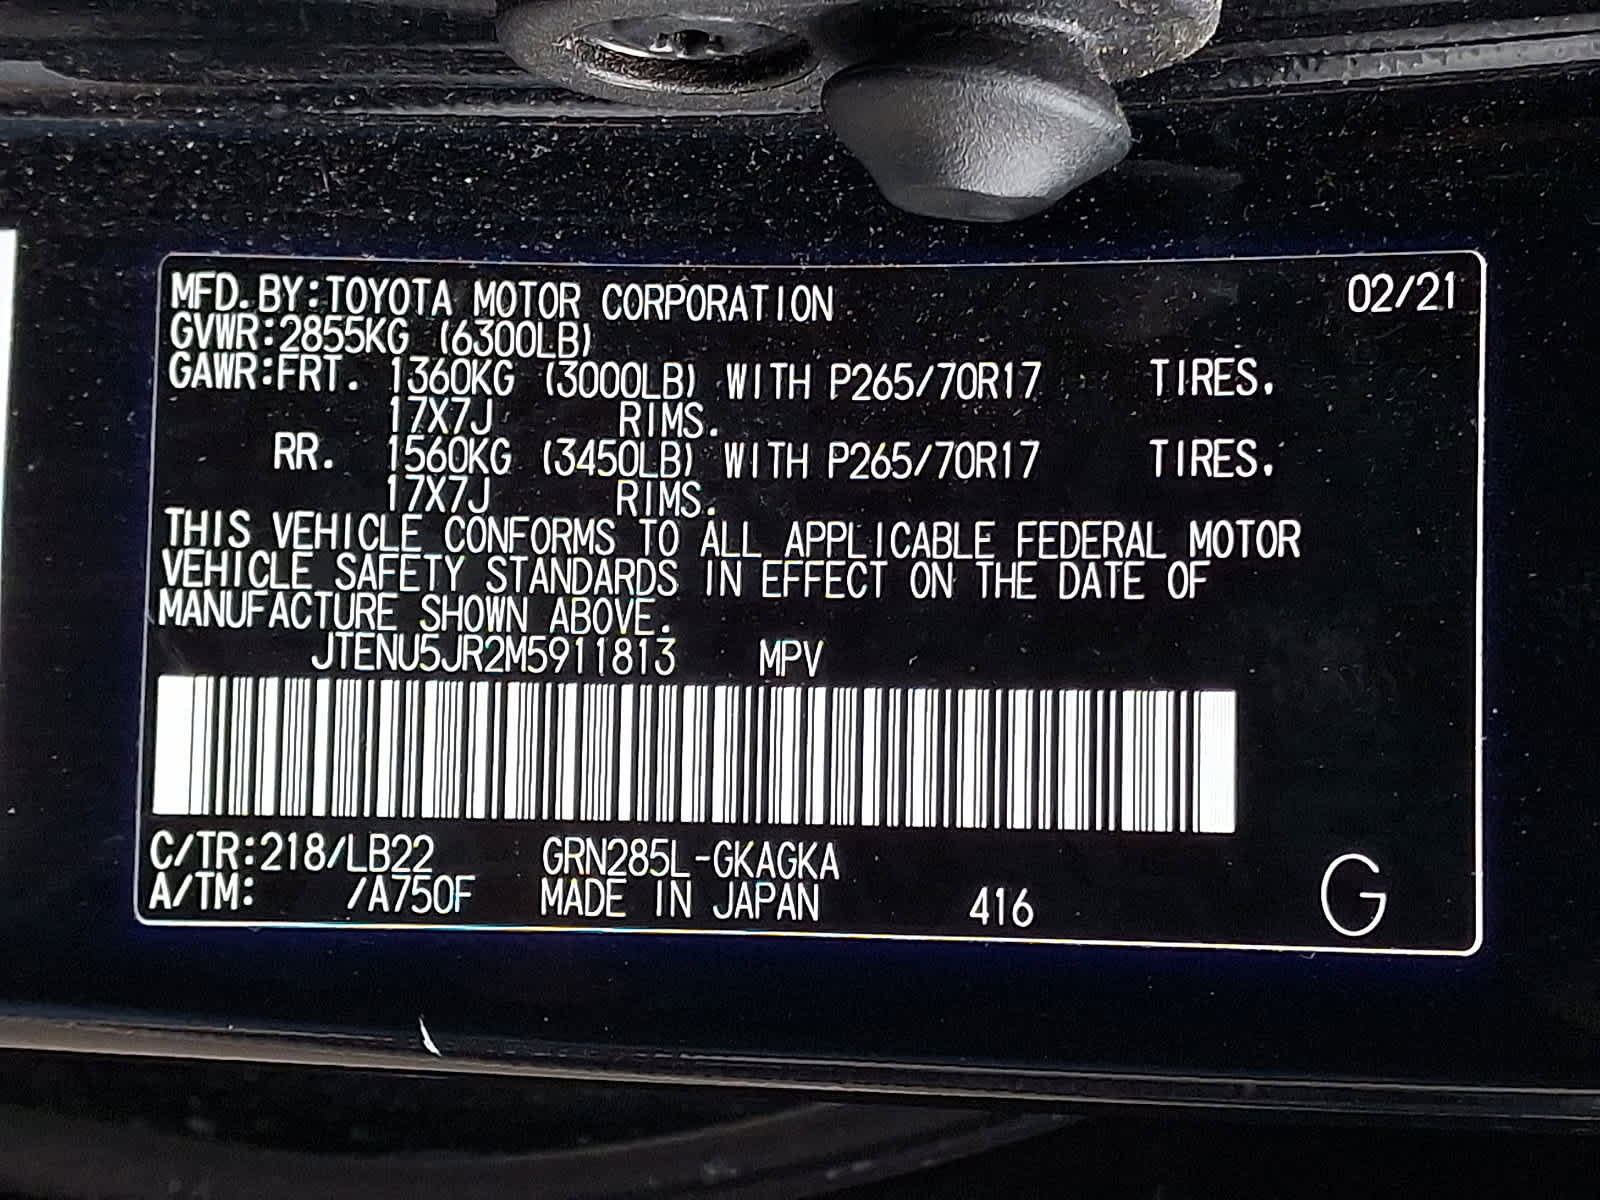 MFD.BY:TOYOTA MOTOR CORPORATION 02/21
GVWR:2855KG (6300LB)
GAWR:FRT. 1360KG (3000LB) WITH P265/70R17 TIRES.
17X7J RIMS.
RR. 1560KG (3450LB) WITH P265/70R17 TIRES.
17X7J RIMS.
THIS VEHICLE CONFORMS TO ALL APPLICABLE FEDERAL MOTOR
VEHICLE SAFETY STANDARDS IN EFFECT ON THE DATE OF
MANUFACTURE SHOWN ABOVE.
JTENU5JR2M5911813 MPV
C/TR:218/LB22 GRN285L-GKAGKA
A/TM: /A750F MADE IN JAPAN 416 G